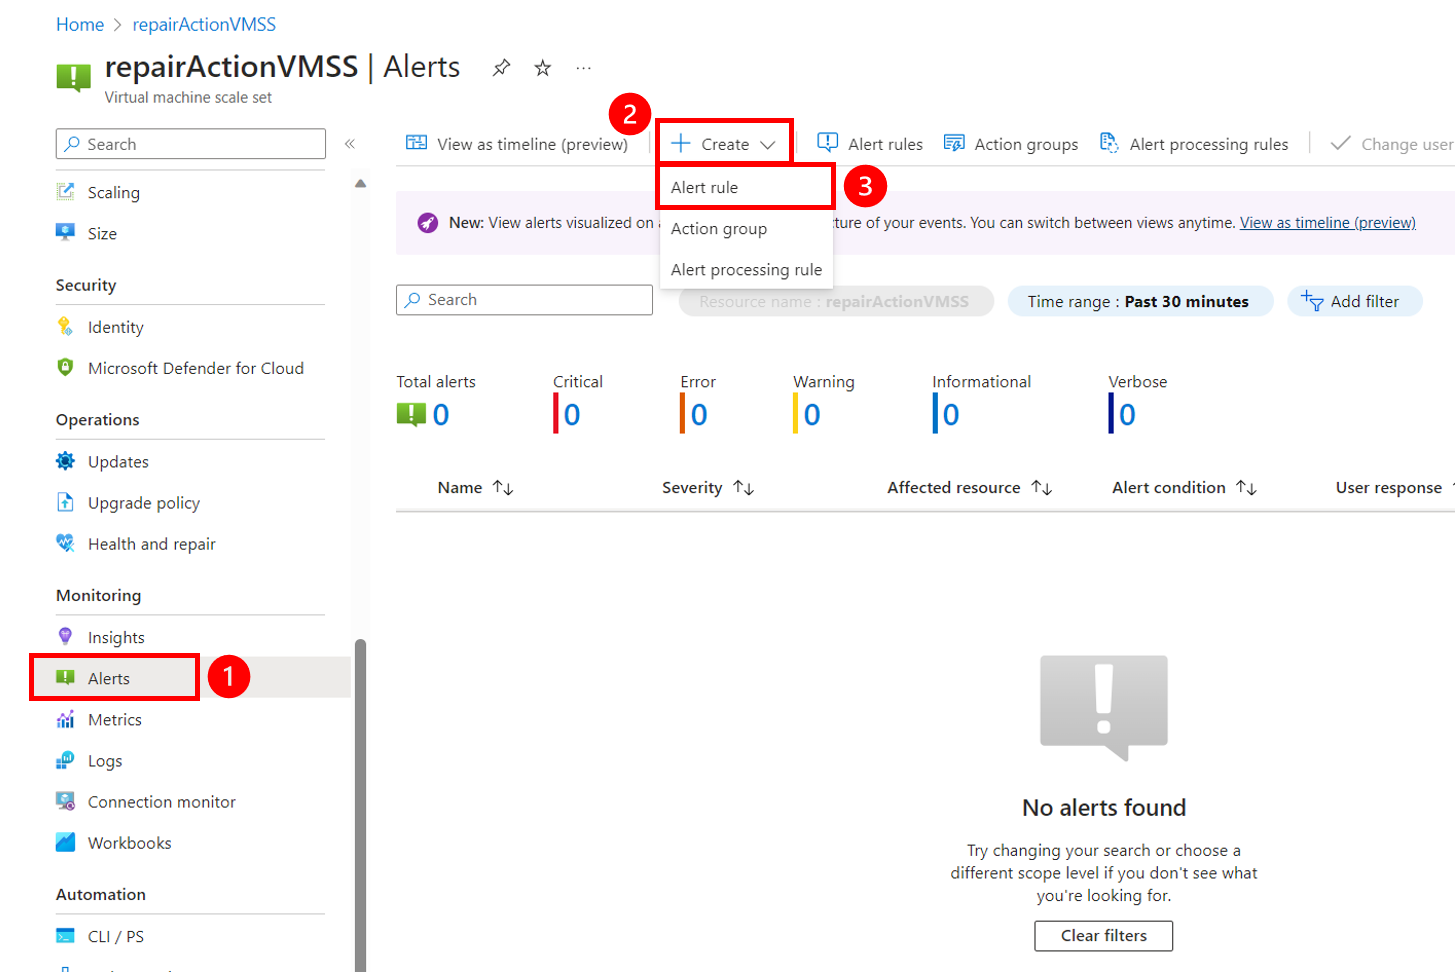 Home > repairActionVMSS
repairActionVMSS | Alerts
Virtual machine scale set
Search
Scaling
Size
Security
Identity
Microsoft Defender for Cloud
Operations
Updates
Upgrade policy
Health and repair
Monitoring
Insights
Alerts
1
Metrics
Logs
Connection monitor
Workbooks
Automation
CLI / PS
2
View as timeline (preview)
Create
Alert rules
Action groups
Alert processing rules
Change user
Alert rule
3
Action group
Alert processing rule
New: View alerts visualized on a
ture of your events. You can switch between views anytime. View as timeline (preview)
Search
Resource name : repairActionVMSS
Time range : Past 30 minutes
Add filter
Total alerts
0
Critical
0
Error
0
Warning
0
Informational
0
Verbose
0
Name
Severity
Affected resource
Alert condition
User response
No alerts found
Try changing your search or choose a
different scope level if you don't see what
you're looking for.
Clear filters